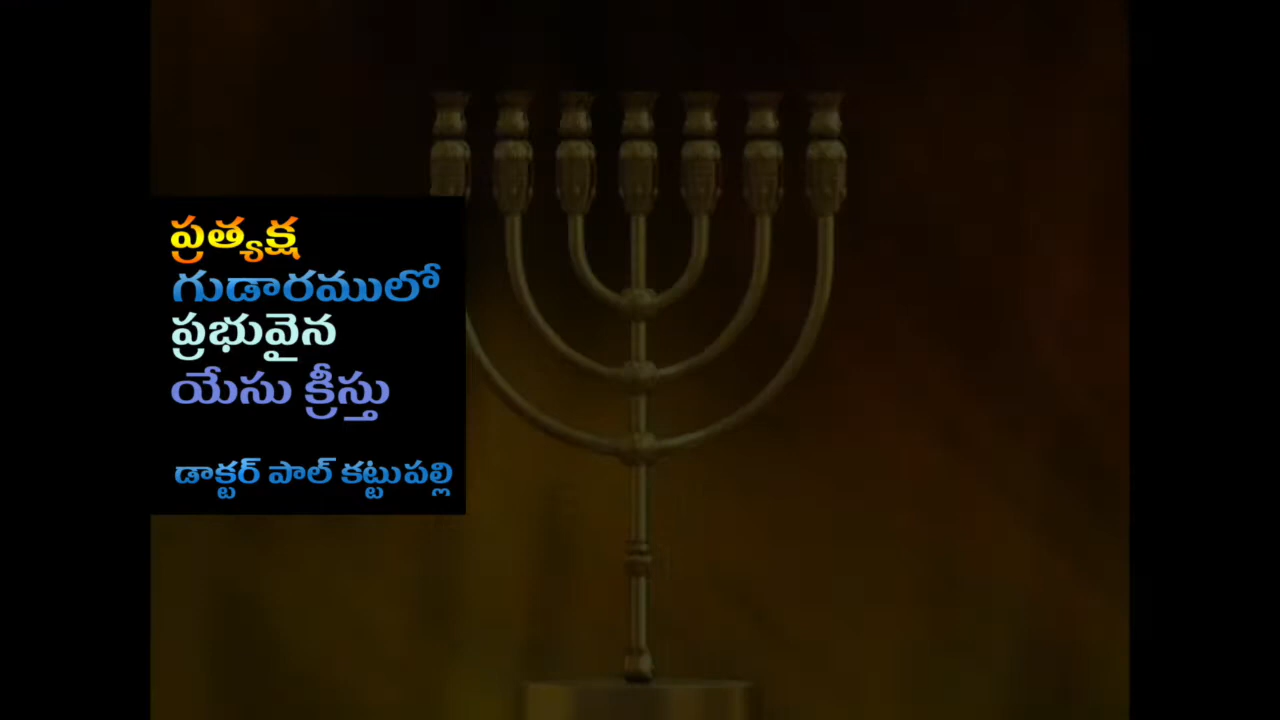 ప్రత్యక్ష
గుడారములో
ప్రభువైన
యేసు క్రీస్తు
డాక్టర్ పాల్ కట్టుపల్లి